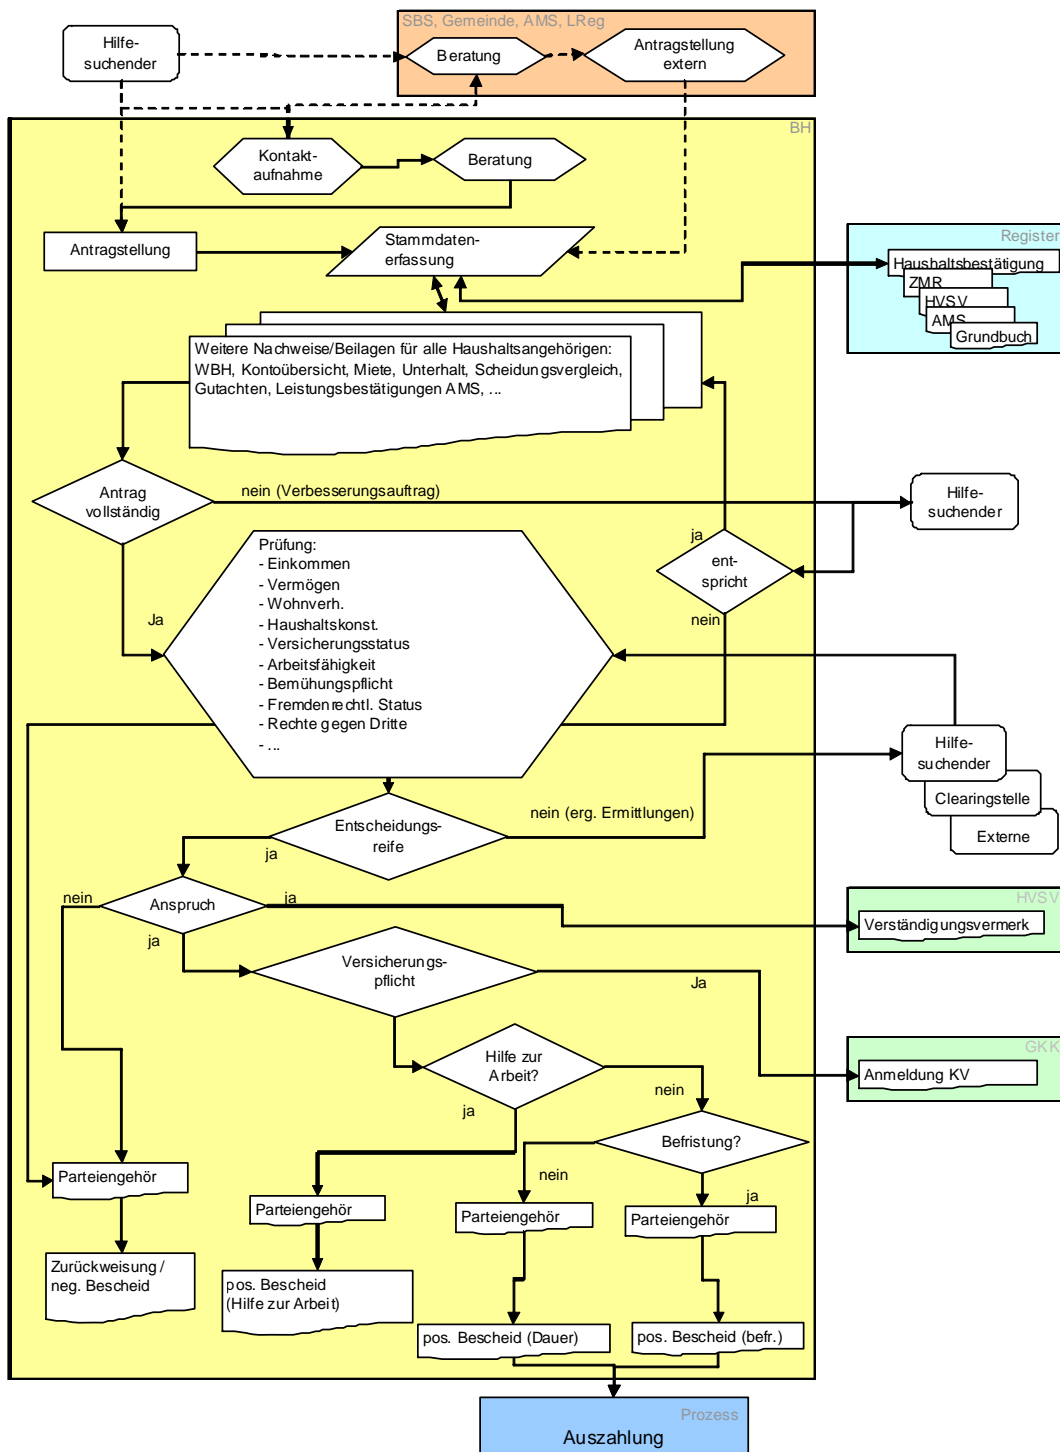 SBS, Gemeinde, AMS, LReg
Hilfe-
suchender
Beratung
Antragstellung
extern
BH
Kontakt-
aufnahme
Beratung
Antragstellung
Stammdaten-
erfassung
Register
Haushaltsbestätigung
ZMR
HVSV
AMS
Grundbuch
Weitere Nachweise/Beilagen für alle Haushaltsangehörigen:
WBH, Kontoübersicht, Miete, Unterhalt, Scheidungsvergleich,
Gutachten, Leistungsbestätigungen AMS, ...
Antrag
vollständig
nein (Verbesserungsauftrag)
Hilfe-
suchender
ja
ent-
spricht
nein
Ja
Prüfung:
- Einkommen
- Vermögen
- Wohnverh.
- Haushaltskonst.
- Versicherungsstatus
- Arbeitsfähigkeit
- Bemühungspflicht
- Fremdenrechtl. Status
- Rechte gegen Dritte
- ...
Hilfe-
suchender
Clearingstelle
Externe
Entscheidungs-
reife
nein (erg. Ermittlungen)
ja
nein
Anspruch
ja
ja
HVSV
Verständigungsvermerk
Versicherungs-
pflicht
Ja
GKK
Anmeldung KV
Hilfe zur
Arbeit?
nein
ja
Befristung?
nein
ja
Parteiengehör
Parteiengehör
Parteiengehör
Parteiengehör
Zurückweisung /
neg. Bescheid
pos. Bescheid
(Hilfe zur Arbeit)
pos. Bescheid (Dauer)
pos. Bescheid (befr.)
Prozess
Auszahlung